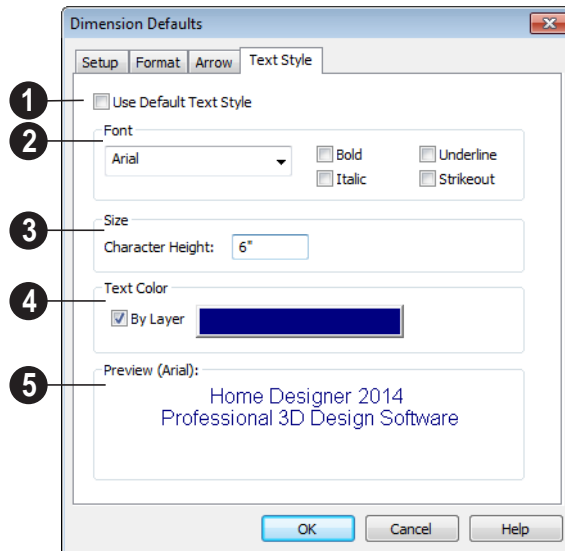 Dimension Defaults
Setup Format Arrow Text Style
1 Use Default Text Style
2 Font
Arial Bold Underline
Italic Strikeout
3 Size
Character Height: 6"
4 Text Color
By Layer
5 Preview (Arial):
Home Designer 2014
Professional 3D Design Software
OK Cancel Help